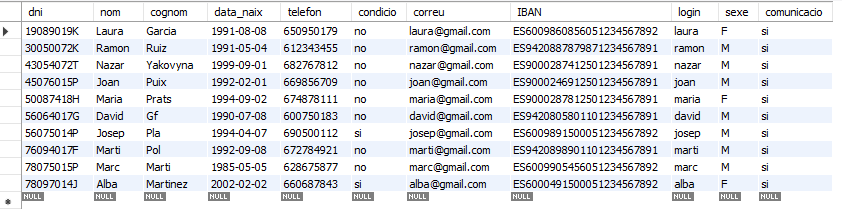 dni nom cognom data_naix telefon condicio correu IBAN login sexe comunicacio
19089019K Laura Garcia 1991-08-08 650950179 no laura@gmail.com ES6009860856051234567892 laura F si
30050072K Ramon Ruiz 1991-05-04 612343455 no ramon@gmail.com ES9420887879871234567891 ramon M si
43054072T Nazar Yakovyna 1999-09-01 682767812 no nazar@gmail.com ES9000287412501234567891 nazar M si
45076015P Joan Puix 1992-02-01 669856709 no joan@gmail.com ES9000246912501234567891 joan M si
50087418H Maria Prats 1994-09-02 674878111 no maria@gmail.com ES9000287812501234567891 maria F si
56064017G David Gf 1990-07-08 600750183 no david@gmail.com ES9420805801101234567891 david M si
56075014P Josep Pla 1994-04-07 690500112 si josep@gmail.com ES6009891500051234567892 josep M si
76094017F Marti Pol 1992-09-08 672784921 no marti@gmail.com ES9420890891101234567891 marti M si
78075015P Marc Marti 1985-05-05 628675877 no marc@gmail.com ES6009905456051234567892 marc M si
78097014J Alba Martinez 2002-02-02 660687843 si alba@gmail.com ES6000491500051234567892 alba F si
NULL NULL NULL NULL NULL NULL NULL NULL NULL NULL NULL